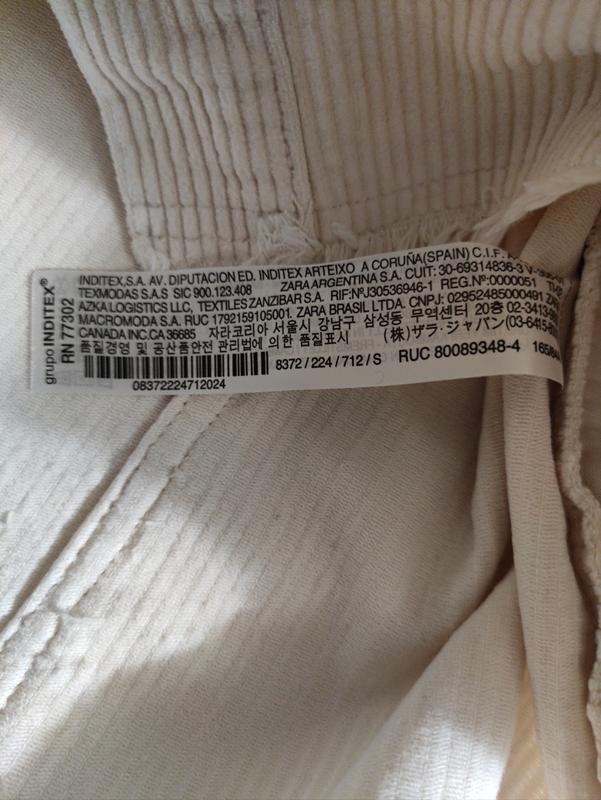 grupo INDITEX®
RN 77302
INDITEX,S.A. AV. DIPUTACION ED. INDITEX ARTEIXO A CORUÑA(SPAIN) C.I.F.
TEXMODAS S.A.S SIC 900.123.408 ZARA ARGENTINA S.A. CUIT: 30-69314836-3
AZKA LOGISTICS LLC, TEXTILES ZANZIBAR S.A. RIF:NºJ30536946-1 REG.Nº:0000051
MACROMODA S.A. RUC 1792159105001. ZARA BRASIL LTDA. CNPJ: 02952485000491
CANADA INC.CA 36685 자라코리아 서울시 강남구 삼성동 무역센터 20층 02-3413-
품질경영 및 공산품안전 관리법에 의한 품질표시 (株)ザラ・ジャパン(03-6415-
8372 / 224 / 712 / S RUC 80089348-4
08372224712024